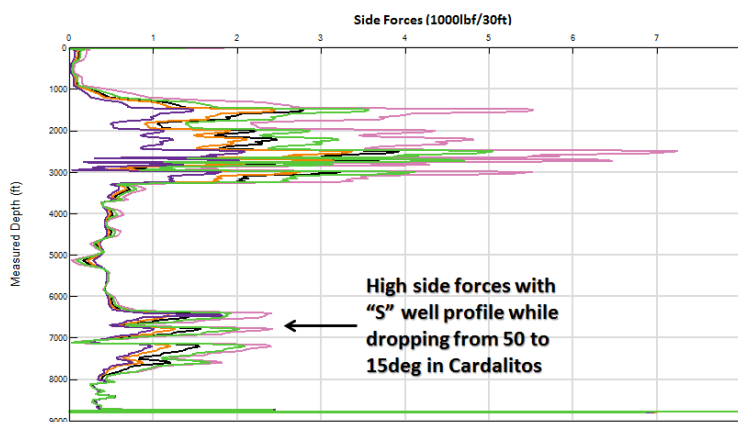 Side Forces (1000lbf/30ft)
0 1 2 3 4 5 6 7
Measured Depth (ft)
0
1000
2000
3000
4000
5000
6000
7000
8000
9000
High side forces with
“S” well profile while
dropping from 50 to
15deg in Cardalitos